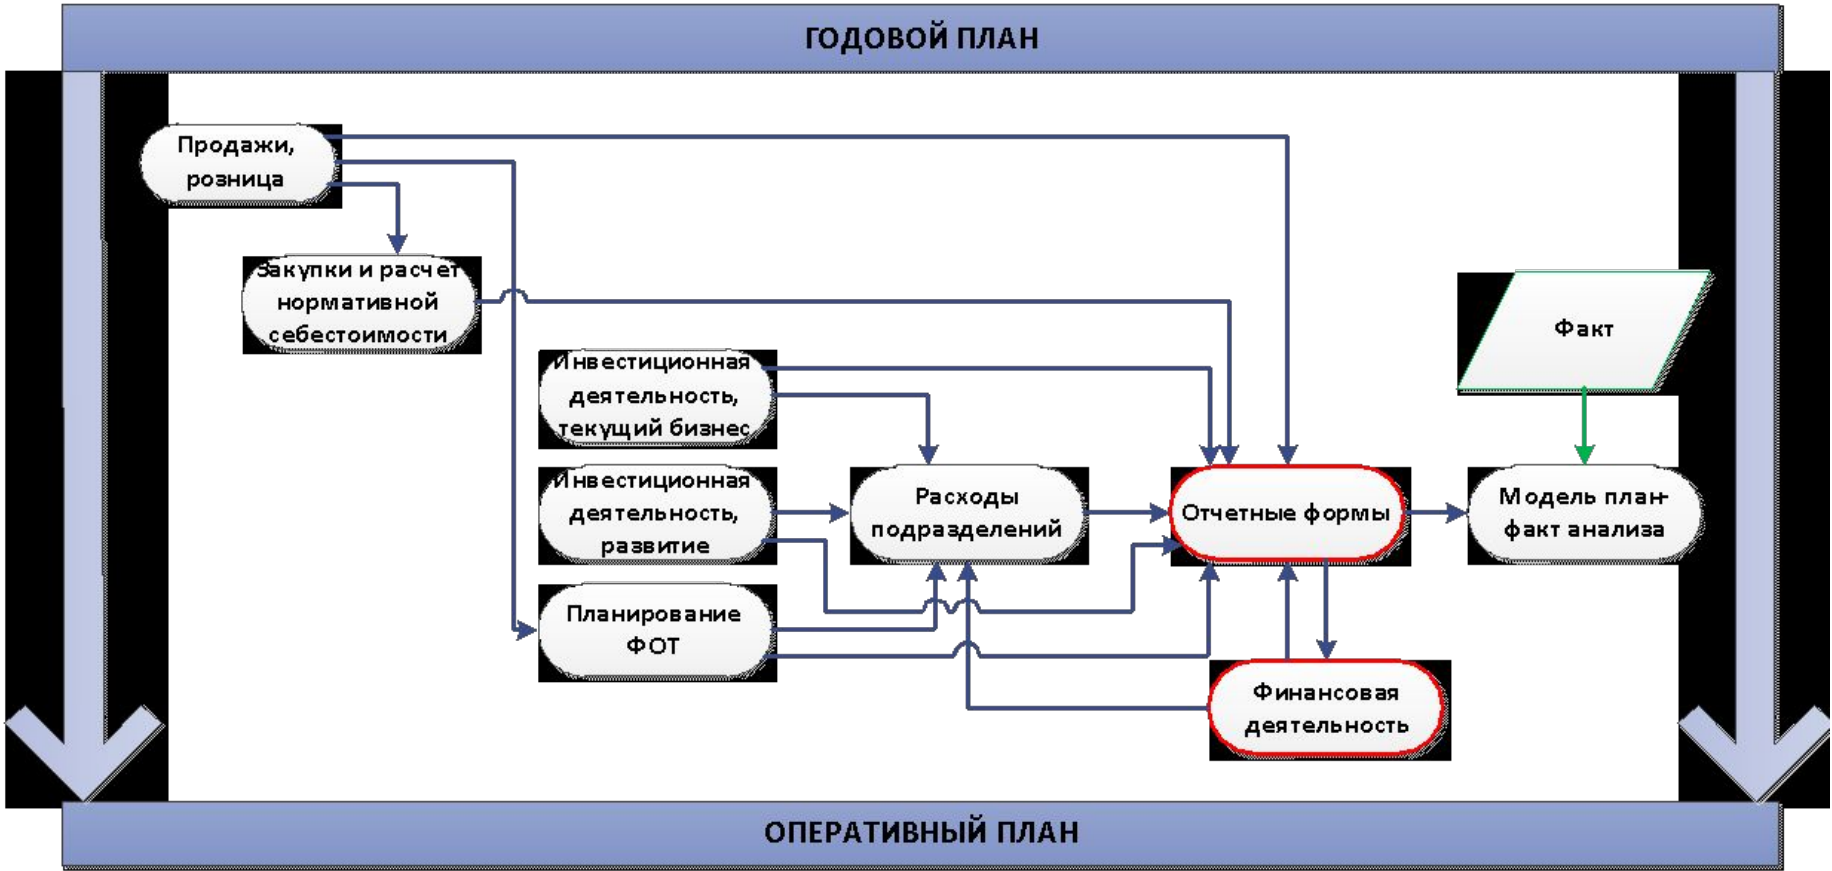 ГОДОВОЙ ПЛАН
Продажи,
розница
Закупки и расчет
нормативной
себестоимости
Факт
Инвестиционная
деятельность,
текущий бизнес
Инвестиционная
деятельность,
развитие
Расходы
подразделений
Отчетные формы
Модель план-
факт анализа
Планирование
ФОТ
Финансовая
деятельность
ОПЕРАТИВНЫЙ ПЛАН